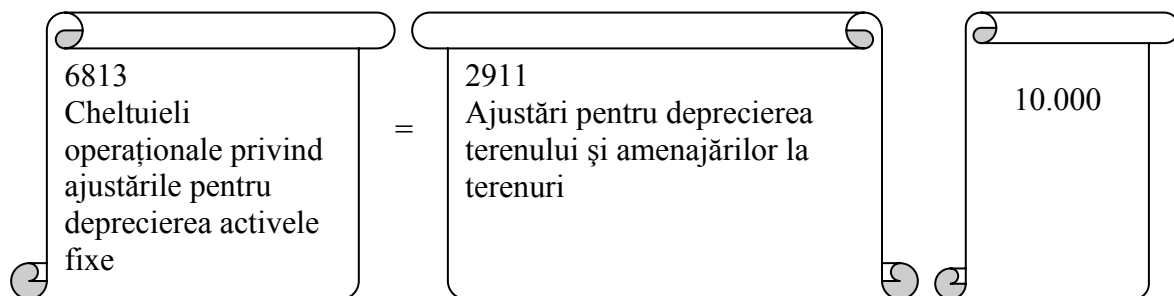 6813
Cheltuieli
operaționale privind
ajustările pentru
deprecierea activele
fixe
=
2911
Ajustări pentru deprecierea
terenului şi amenajărilor la
terenuri
10.000